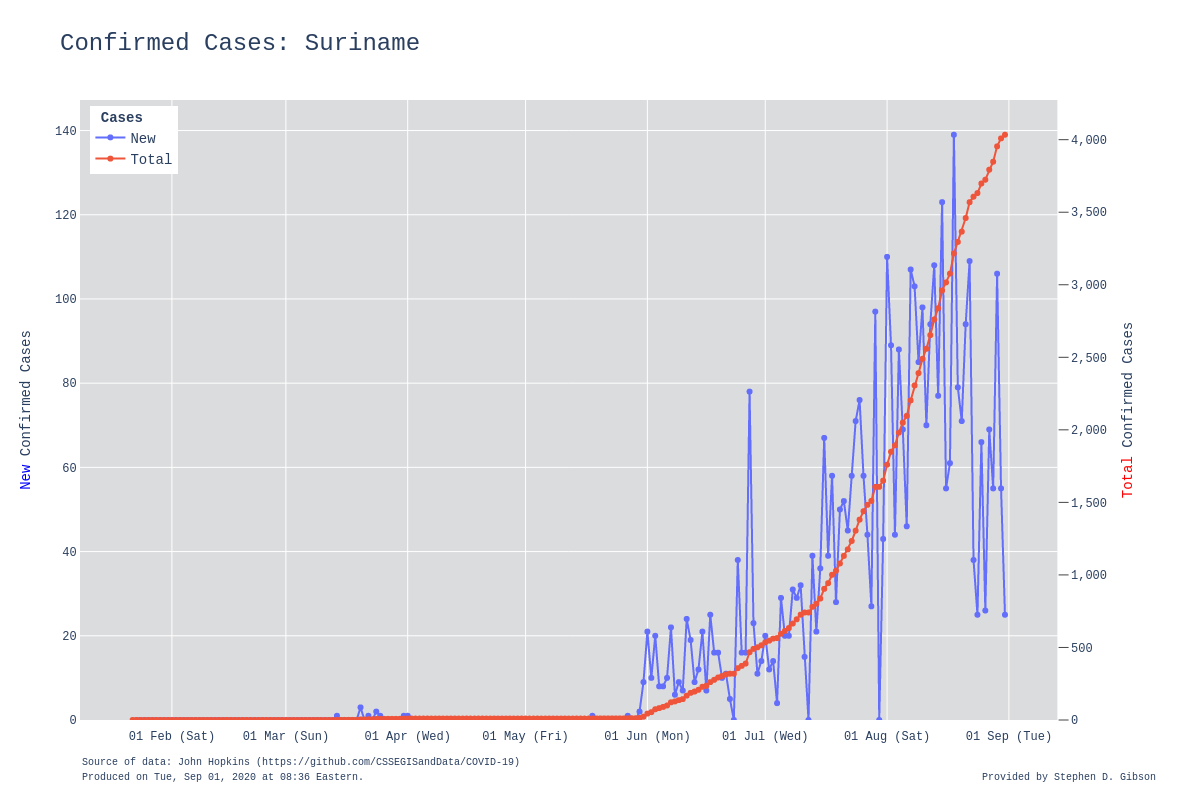 Confirmed Cases: Suriname
Cases
New
Total
140
120
100
80
60
40
20
0
4,000
3,500
3,000
2,500
2,000
1,500
1,000
500
0
New Confirmed Cases
Total Confirmed Cases
01 Feb (Sat) 01 Mar (Sun) 01 Apr (Wed) 01 May (Fri) 01 Jun (Mon) 01 Jul (Wed) 01 Aug (Sat) 01 Sep (Tue)
Source of data: John Hopkins (https://github.com/CSSEGISandData/COVID-19)
Produced on Tue, Sep 01, 2020 at 08:36 Eastern.
Provided by Stephen D. Gibson